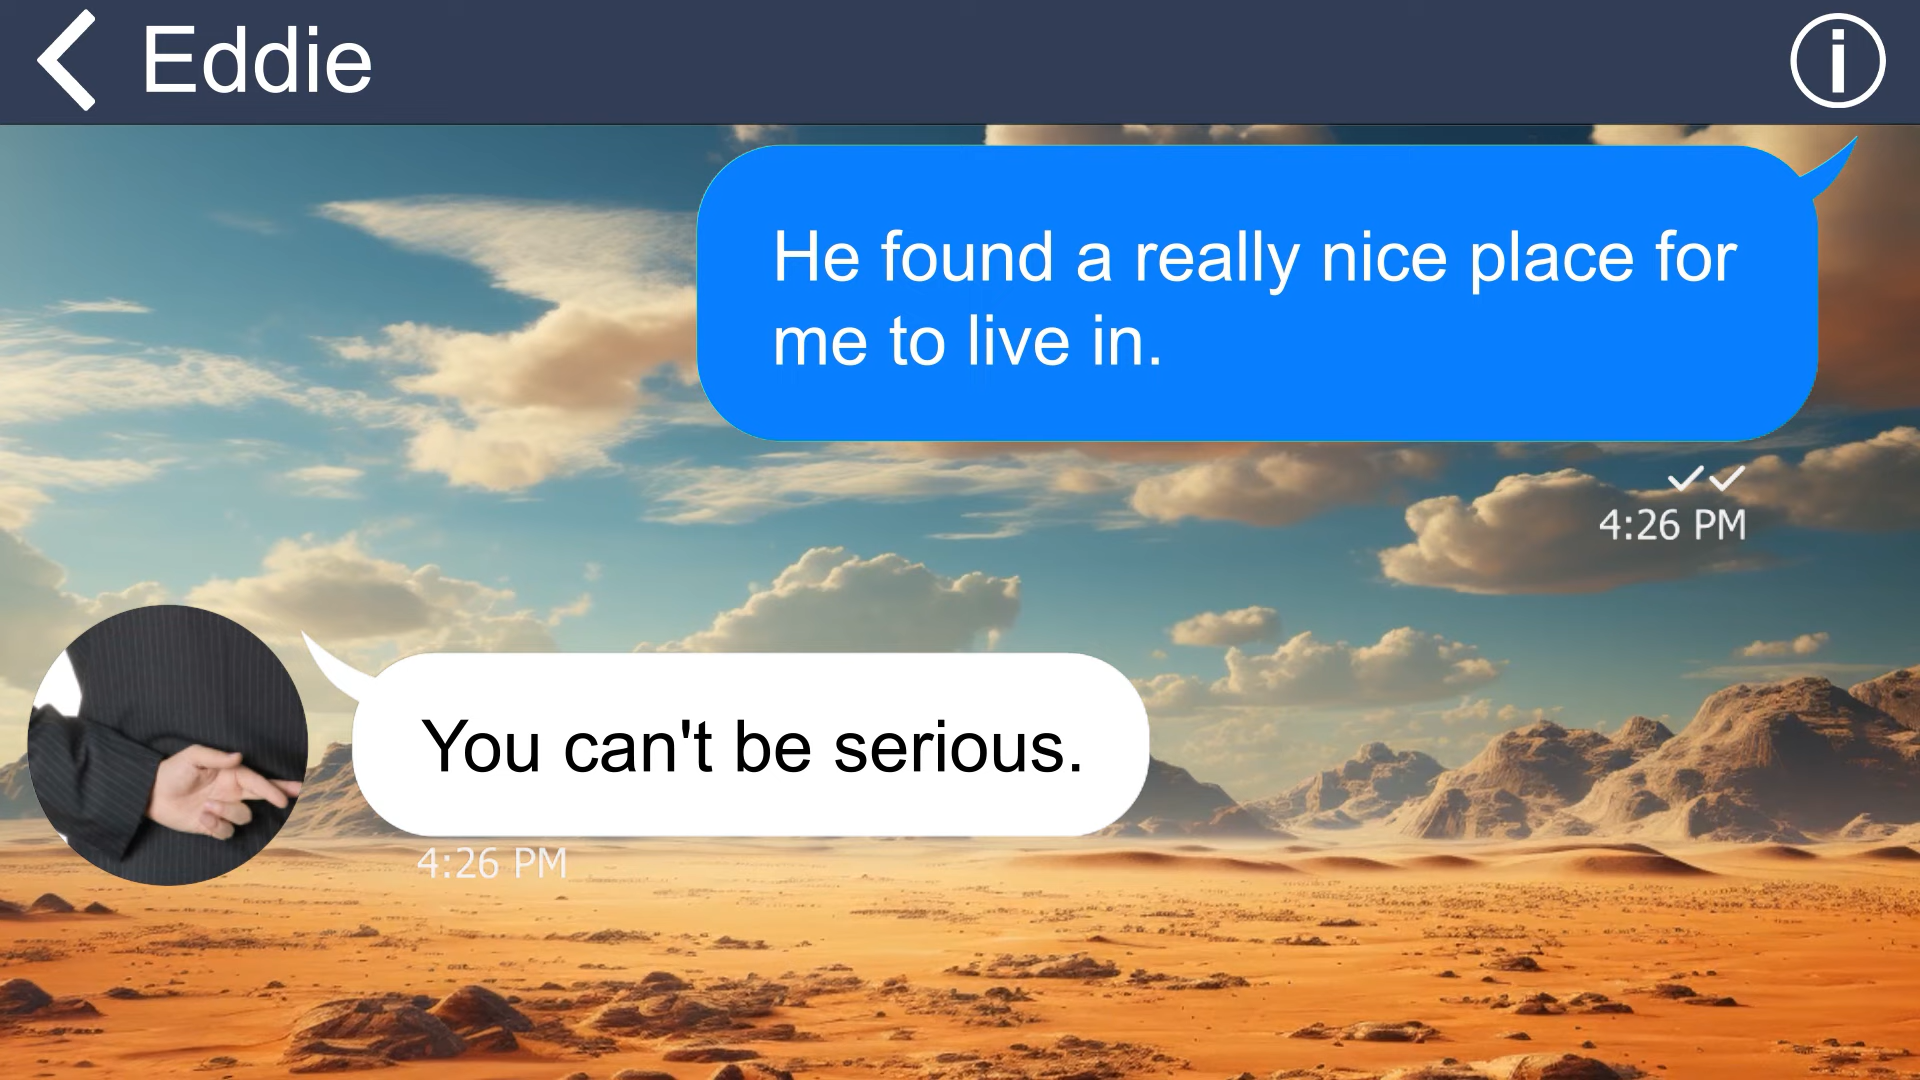 Eddie
He found a really nice place for
me to live in.
4:26 PM
You can't be serious.
4:26 PM